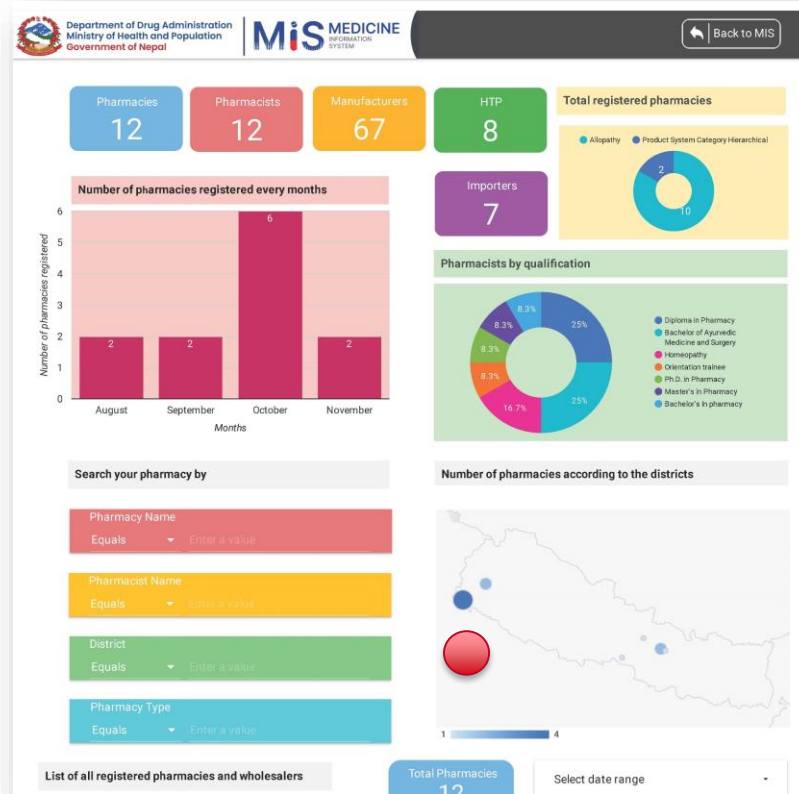 Department of Drug Administration
Ministry of Health and Population
Government of Nepal
MiS MEDICINE
INFORMATION
SYSTEM
Back to MIS
Pharmacies
12
Pharmacists
12
Manufacturers
67
HTP
8
Importers
7
Total registered pharmacies
Allopathy
Product System Category Hierarchical
2
10
Number of pharmacies registered every months
Number of pharmacies registered
6
5
4
3
2
1
0
2
2
6
2
August
September
October
November
Months
Pharmacists by qualification
8.3%
25%
8.3%
8.3%
8.3%
16.7%
25%
Diploma in Pharmacy
Bachelor of Ayurvedic
Medicine and Surgery
Homeopathy
Orientation trainee
Ph.D. in Pharmacy
Master's in Pharmacy
Bachelor's in pharmacy
Search your pharmacy by
Pharmacy Name
Equals Enter a value
Pharmacist Name
Equals Enter a value
District
Equals Enter a value
Pharmacy Type
Equals Enter a value
Number of pharmacies according to the districts
1 4
List of all registered pharmacies and wholesalers
Total Pharmacies
12
Select date range